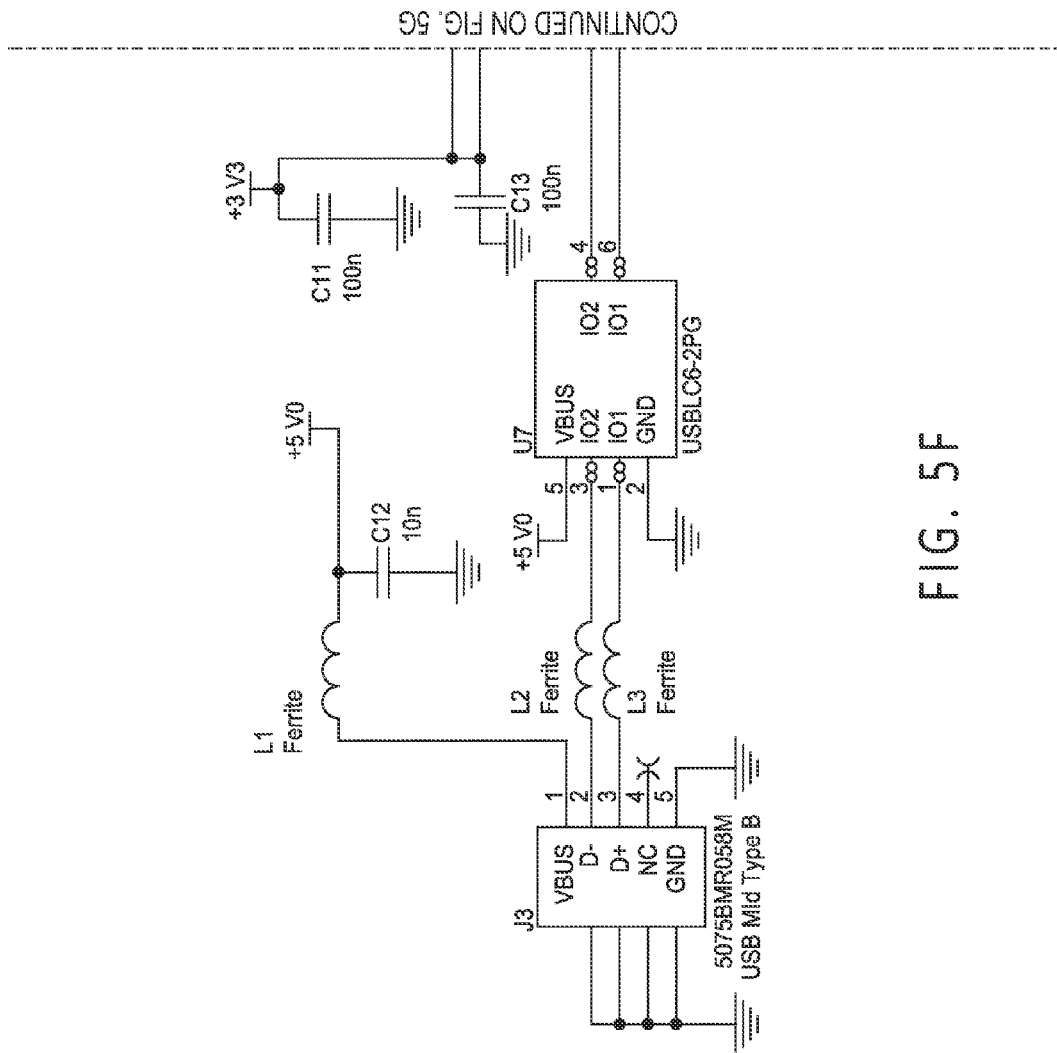 CONTINUED ON FIG. 5G
+3 V3
C11
100n
C13
100n
+5 V0
C12
10n
L1
Ferrite
L2
Ferrite
L3
Ferrite
+5 V0
U7
5
3
1
2
VBUS
IO2
IO1
GND
IO2
IO1
4
6
USBLC6-2PG
J3
VBUS
D-
D+
NC
GND
1
2
3
4
5
5075BMR058M
USB Mld Type B
FIG. 5F